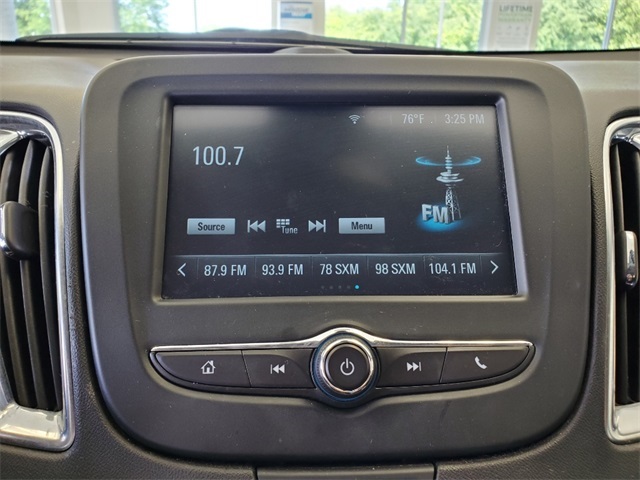 LIFETIME
76°F 3:25 PM
100.7
FM
Source Tune Menu
87.9 FM 93.9 FM 78 SXM 98 SXM 104.1 FM